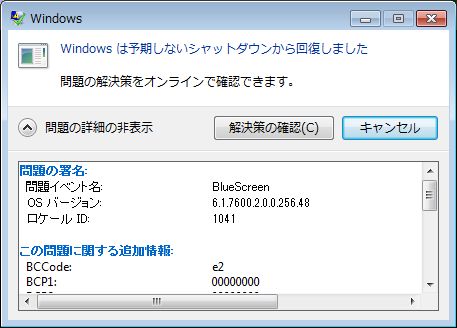 Windows
Windows は予期しないシャットダウンから回復しました
問題の解決策をオンラインで確認できます。
問題の詳細の非表示
解決策の確認(C)
キャンセル
問題の署名:
問題イベント名: BlueScreen
OS バージョン: 6.1.7600.2.0.0.256.48
ロケール ID: 1041
この問題に関する追加情報:
BCCode: e2
BCP1: 00000000